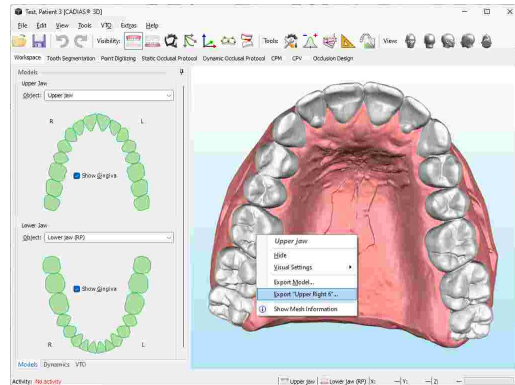 Test, Patient 3 [CADIAS® 3D]
File Edit View Tools VTO Extras Help
Visibility: Tools: View:
Workspace Tooth Segmentation Point Digitizing Static Occlusal Protocol Dynamic Occlusal Protocol CPM CPV Occlusion Design
Models
Upper Jaw
Object: Upper jaw
R L
Show Gingiva
Lower Jaw
Object: Lower jaw (RP)
Show Gingiva
R L
Models Dynamics VTO
Upper jaw
Hide
Visual Settings
Export Model...
Export "Upper Right 6"...
Show Mesh Information
Activity: No activity
Upper jaw Lower jaw (RP) X: — Y: — Z: —